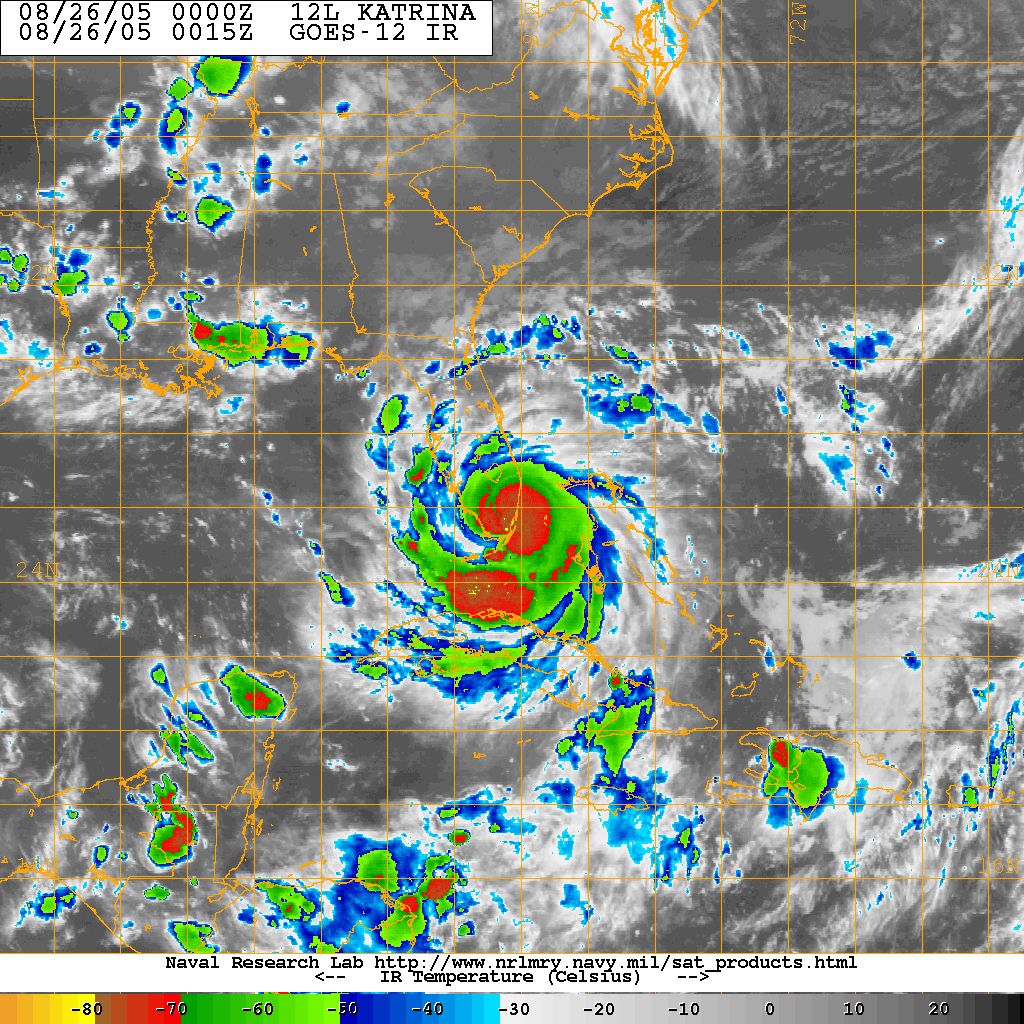 08/26/05 0000Z 12L KATRINA
08/26/05 0015Z GOES-12 IR
72W
24N
24N
16N
Naval Research Lab http://www.nrlmry.navy.mil/sat_products.html
<-- IR Temperature (Celsius) -->
-80 -70 -60 -50 -40 -30 -20 -10 0 10 20